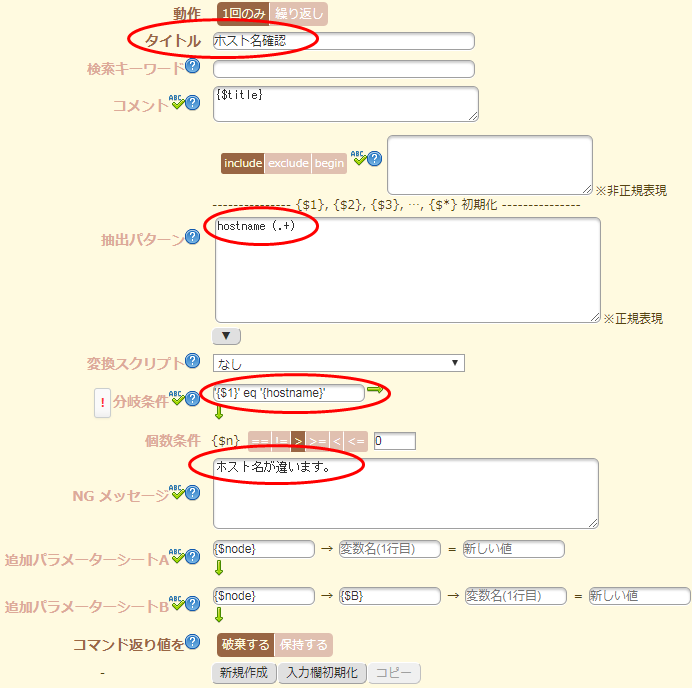 動作 1回のみ 繰り返し
タイトル ホスト名確認
検索キーワード ?
コメント ABC ? {$title}
include exclude begin ABC ? ※非正規表現
--------------- {$1}, {$2}, {$3}, …, {$*} 初期化 ---------------
抽出パターン ? hostname (.+) ※正規表現
▼
変換スクリプト ? なし ▼
! 分岐条件 ABC ? '{$1}' eq '{hostname}'
個数条件 {$n} == != > >= < <= 0
NG メッセージ ABC ? ホスト名が違います。
追加パラメーターシートA ABC ? {$node} → 変数名(1行目) = 新しい値
追加パラメーターシートB ABC ? {$node} → {$B} → 変数名(1行目) = 新しい値
コマンド返り値を ? 破棄する 保持する
- 新規作成 入力欄初期化 コピー